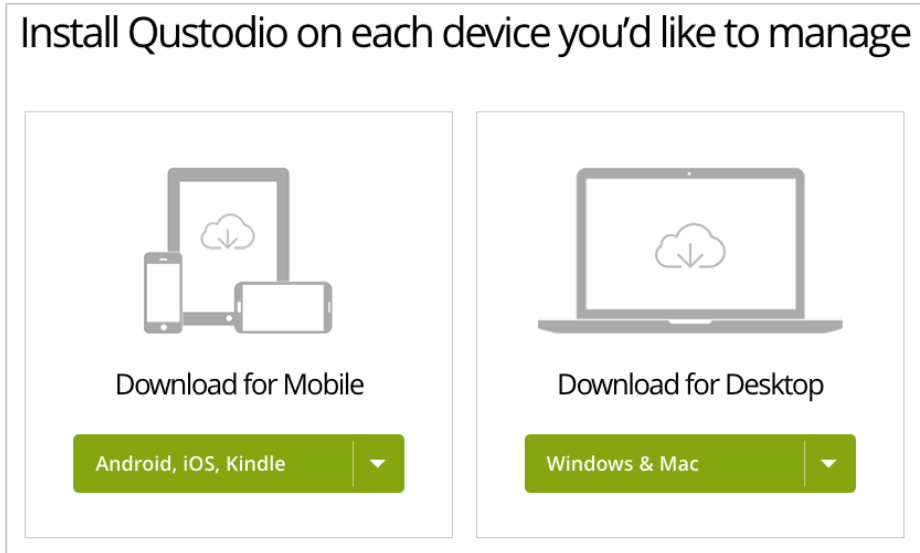 Install Qustodio on each device you'd like to manage
Download for Mobile
Android, iOS, Kindle
Download for Desktop
Windows & Mac